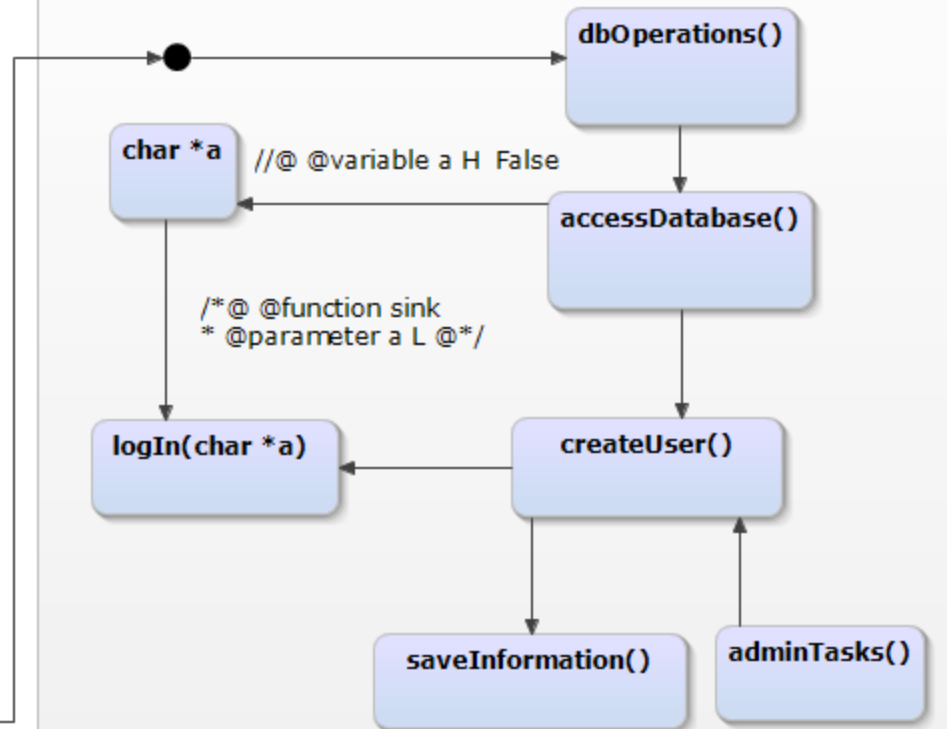 dbOperations()
char *a
//@ @variable a H  False
accessDatabase()
/*@ @function sink
* @parameter a L @*/
logIn(char *a)
createUser()
saveInformation()
adminTasks()